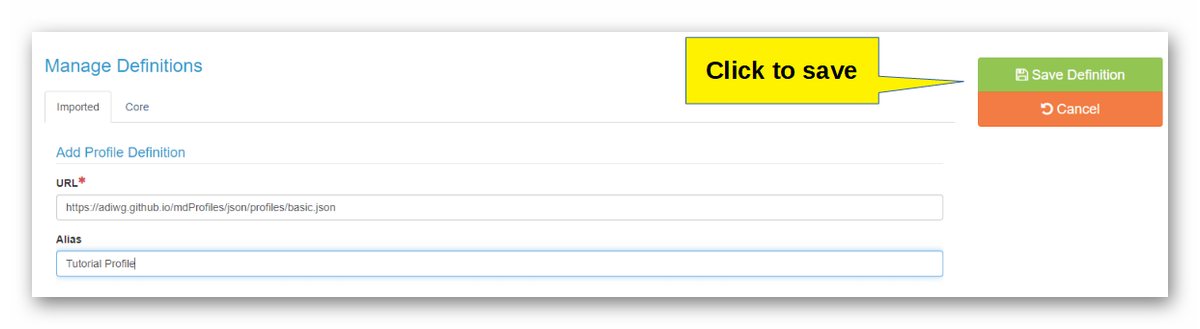 Manage Definitions
Click to save
Save Definition
Imported
Core
Cancel
Add Profile Definition
URL*
https://adiwg.github.io/mdProfiles/json/profiles/basic.json
Alias
Tutorial Profile